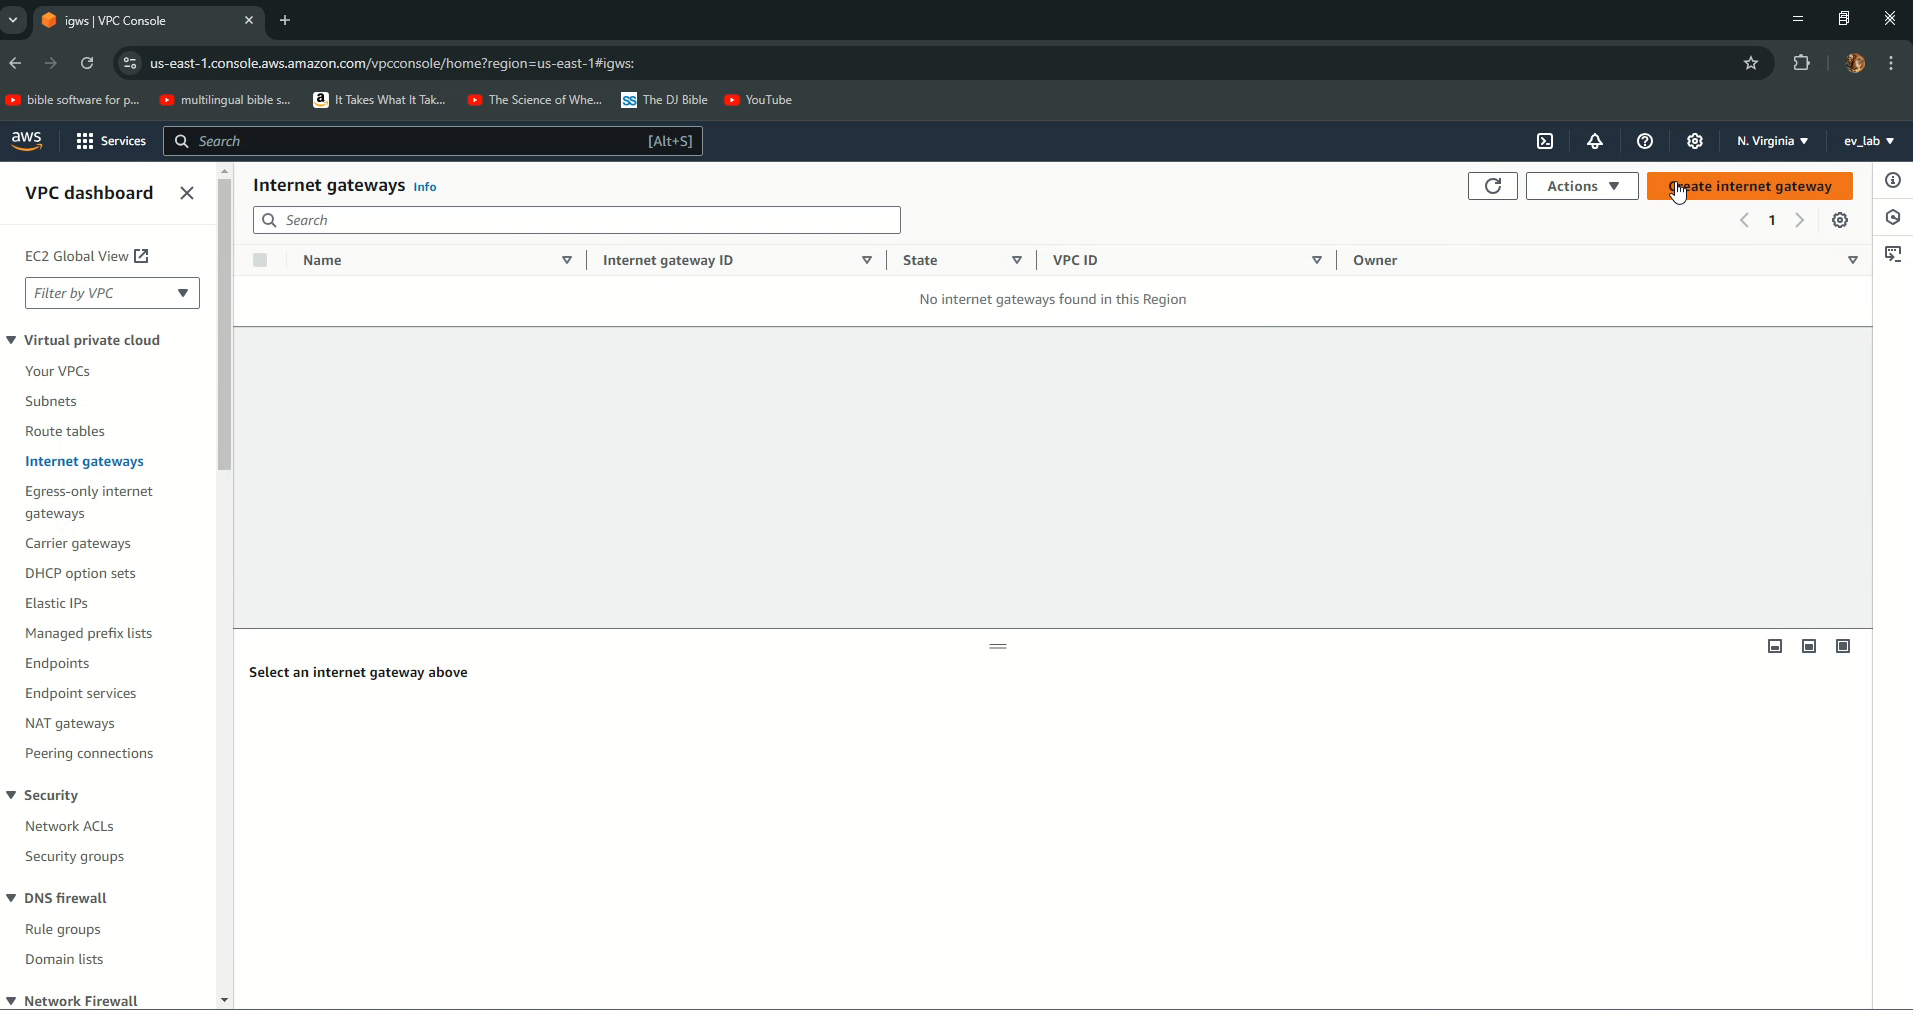 igws | VPC Console
us-east-1.console.aws.amazon.com/vpcconsole/home?region=us-east-1#igws:
bible software for p...
multilingual bible s...
It Takes What It Tak...
The Science of Whe...
The DJ Bible
YouTube
aws
Services
Search
[Alt+S]
N. Virginia
ev_lab
VPC dashboard
EC2 Global View
Filter by VPC
Virtual private cloud
Your VPCs
Subnets
Route tables
Internet gateways
Egress-only internet
gateways
Carrier gateways
DHCP option sets
Elastic IPs
Managed prefix lists
Endpoints
Endpoint services
NAT gateways
Peering connections
Security
Network ACLs
Security groups
DNS firewall
Rule groups
Domain lists
Network Firewall
Internet gateways Info
Actions
Create internet gateway
Search
1
Name
Internet gateway ID
State
VPC ID
Owner
No internet gateways found in this Region
Select an internet gateway above